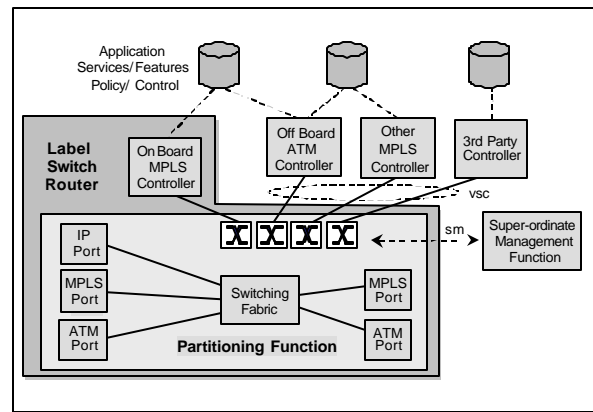 Application
Services/Features
Policy/ Control
Label
Switch
Router
On Board
MPLS
Controller
Off Board
ATM
Controller
Other
MPLS
Controller
3rd Party
Controller
vsc
IP
Port
MPLS
Port
ATM
Port
Switching
Fabric
MPLS
Port
ATM
Port
sm
Super-ordinate
Management
Function
Partitioning Function